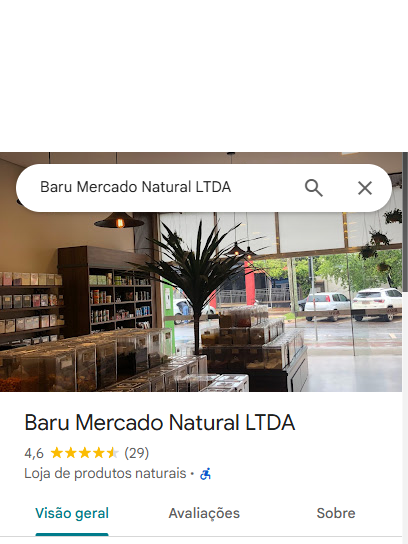 Baru Mercado Natural LTDA
Baru Mercado Natural LTDA
4,6 (29)
Loja de produtos naturais ·
Visão geral Avaliações Sobre